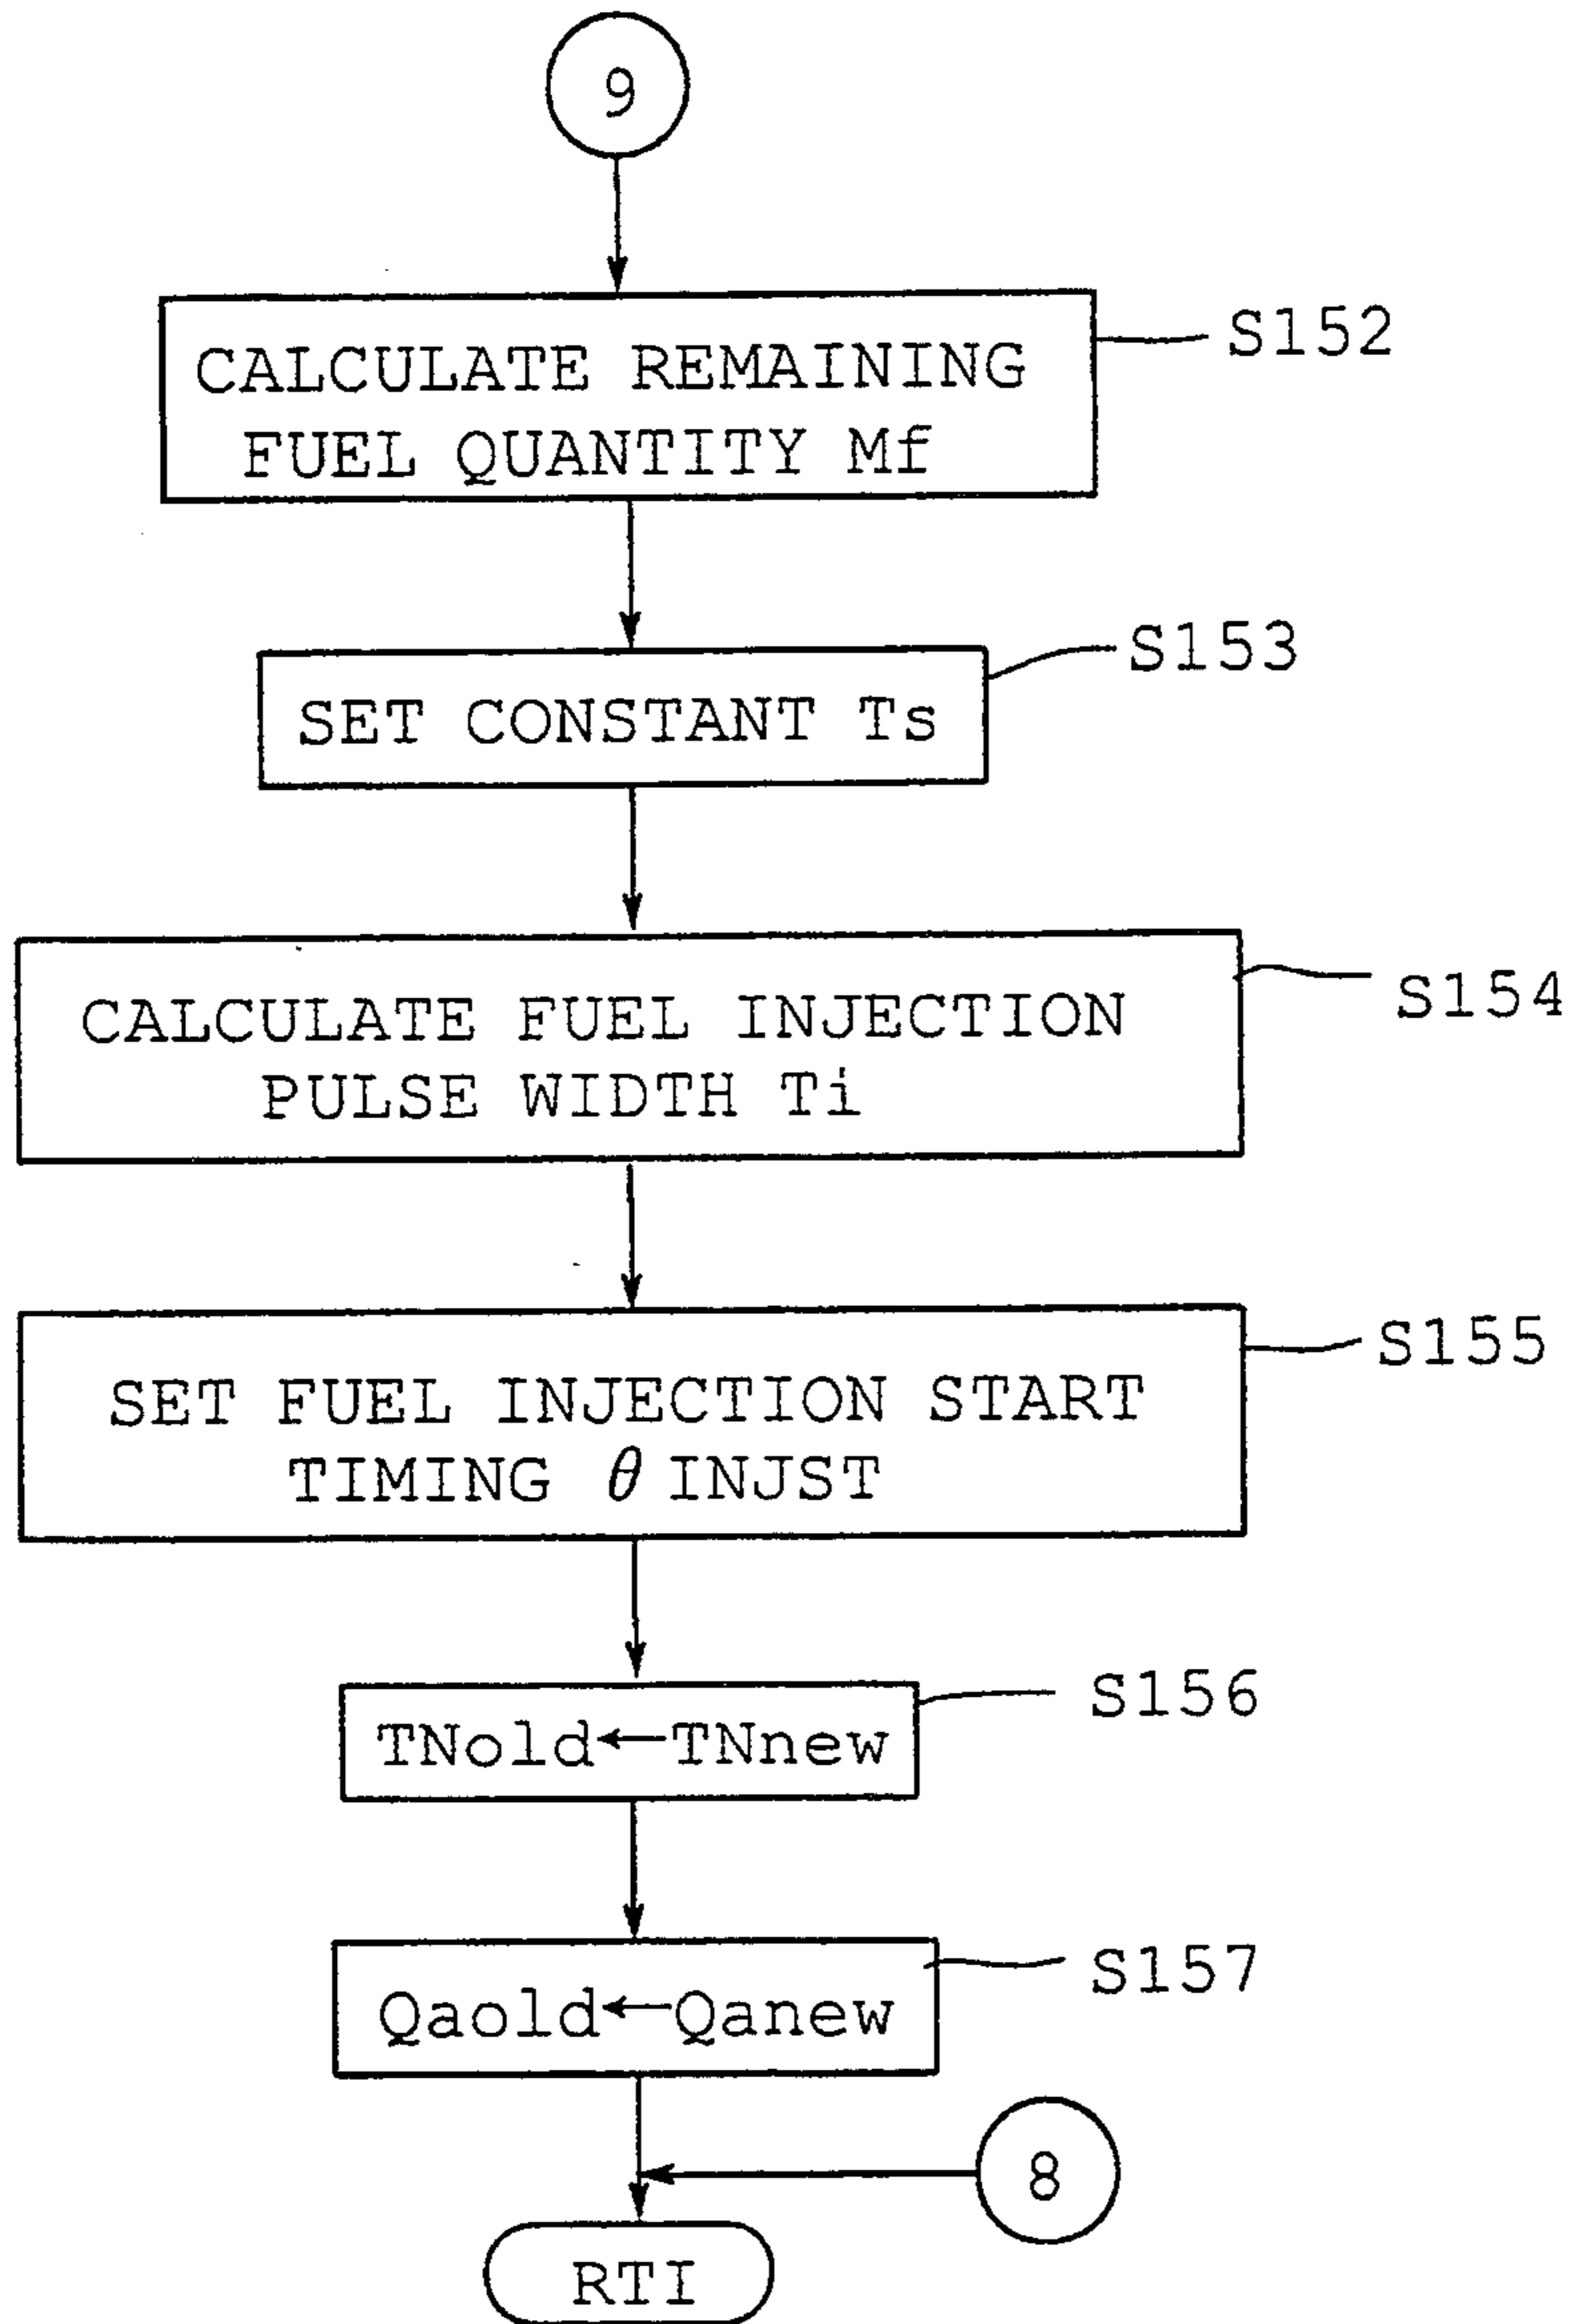 9
CALCULATE REMAINING
FUEL QUANTITY Mf
S152
SET CONSTANT Ts
S153
CALCULATE FUEL INJECTION
PULSE WIDTH Ti
S154
SET FUEL INJECTION START
TIMING θ INJST
S155
TNold←TNnew
S156
Qaold←Qanew
S157
8
RTI